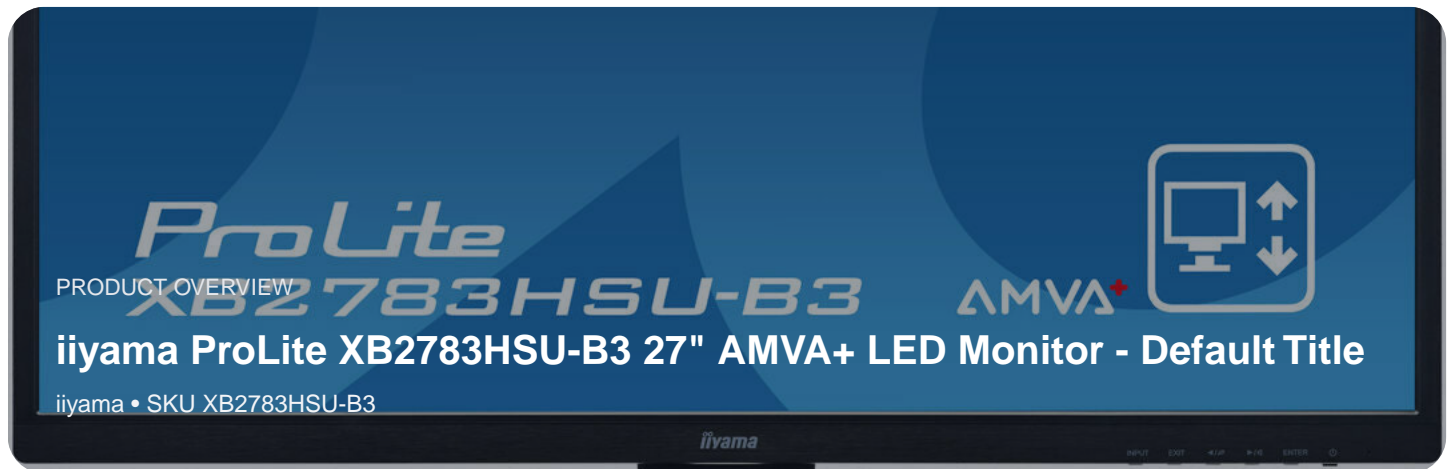 ProLite
PRODUCT OVERVIEW
XB2783HSU-B3 AMVA+
iiyama ProLite XB2783HSU-B3 27" AMVA+ LED Monitor - Default Title
iiyama • SKU XB2783HSU-B3
iiyama
INPUT EXIT ENTER